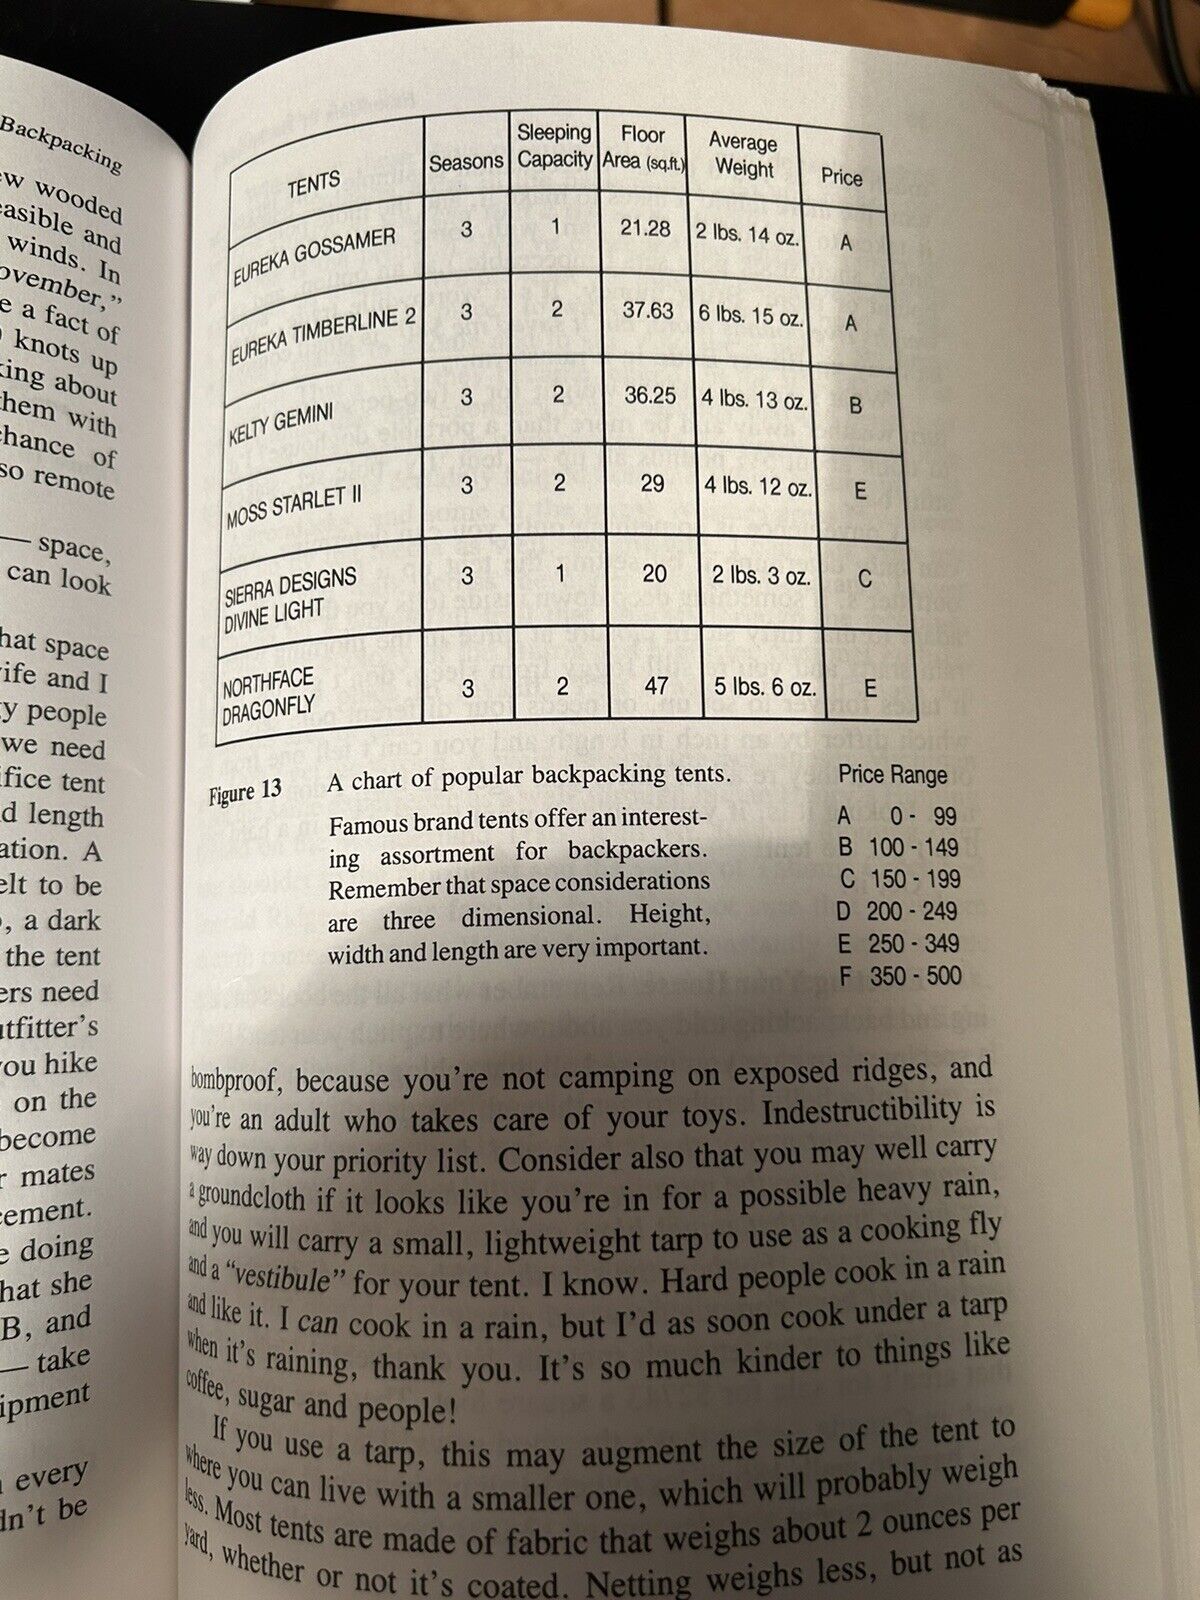 Backpacking
wooded
easible and
winds. In
ovember,”
e a fact of
knots up
king about
them with
chance of
so remote
— space,
can look
hat space
wife and I
people
we need
ifice tent
d length
ation. A
elt to be
, a dark
the tent
ers need
utfitter’s
you hike
on the
become
mates
cement.
e doing
hat she
B, and
— take
ipment
every
dn’t be
TENTS Seasons Sleeping Capacity Floor Area (sq.ft.) Average Weight Price
EUREKA GOSSAMER 3 1 21.28 2 lbs. 14 oz. A
EUREKA TIMBERLINE 2 3 2 37.63 6 lbs. 15 oz. A
KELTY GEMINI 3 2 36.25 4 lbs. 13 oz. B
MOSS STARLET II 3 2 29 4 lbs. 12 oz. E
SIERRA DESIGNS DIVINE LIGHT 3 1 20 2 lbs. 3 oz. C
NORTHFACE DRAGONFLY 3 2 47 5 lbs. 6 oz. E
Figure 13 A chart of popular backpacking tents.
Famous brand tents offer an interest-
ing assortment for backpackers.
Remember that space considerations
are three dimensional. Height,
width and length are very important.
Price Range
A 0 - 99
B 100 - 149
C 150 - 199
D 200 - 249
E 250 - 349
F 350 - 500
bombproof, because you’re not camping on exposed ridges, and
you’re an adult who takes care of your toys. Indestructibility is
way down your priority list. Consider also that you may well carry
a groundcloth if it looks like you’re in for a possible heavy rain,
and you will carry a small, lightweight tarp to use as a cooking fly
and a “vestibule” for your tent. I know. Hard people cook in a rain
and like it. I can cook in a rain, but I’d as soon cook under a tarp
when it’s raining, thank you. It’s so much kinder to things like
coffee, sugar and people!
If you use a tarp, this may augment the size of the tent to
where you can live with a smaller one, which will probably weigh
less. Most tents are made of fabric that weighs about 2 ounces per
yard, whether or not it’s coated. Netting weighs less, but not as